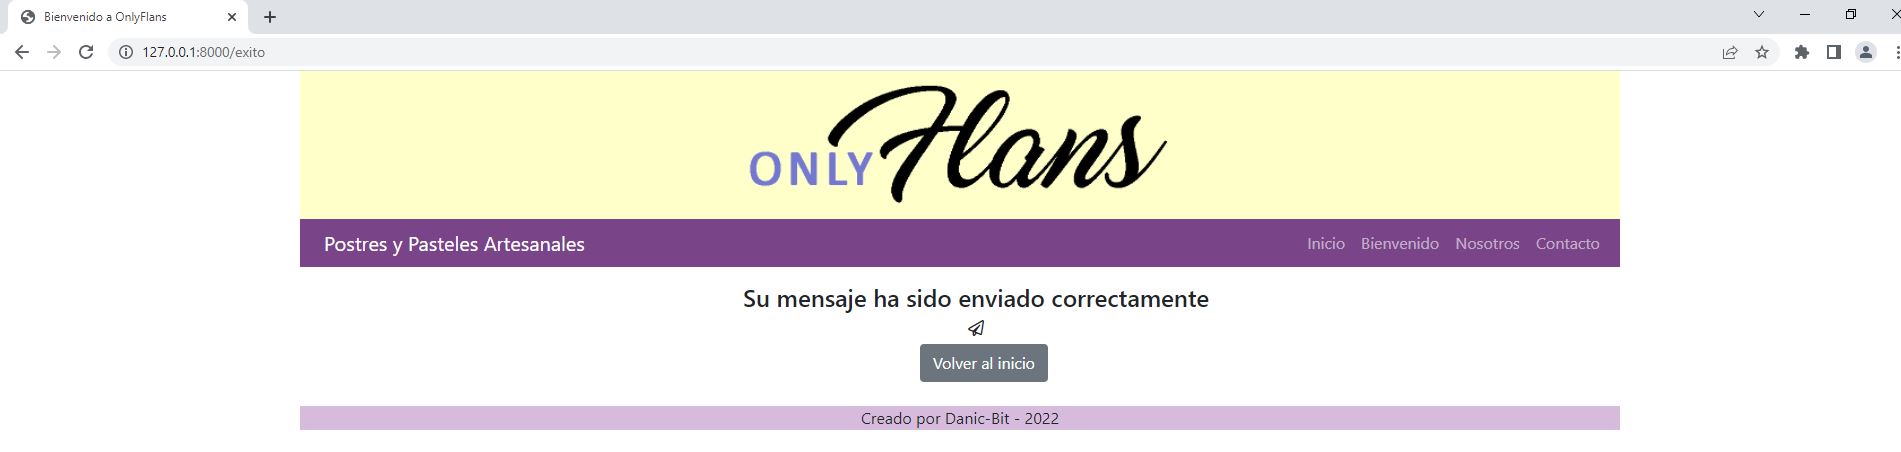 Bienvenido a OnlyFlans
127.0.0.1:8000/exito
ONLY Flans
Postres y Pasteles Artesanales
Inicio Bienvenido Nosotros Contacto
Su mensaje ha sido enviado correctamente
Volver al inicio
Creado por Danic-Bit - 2022